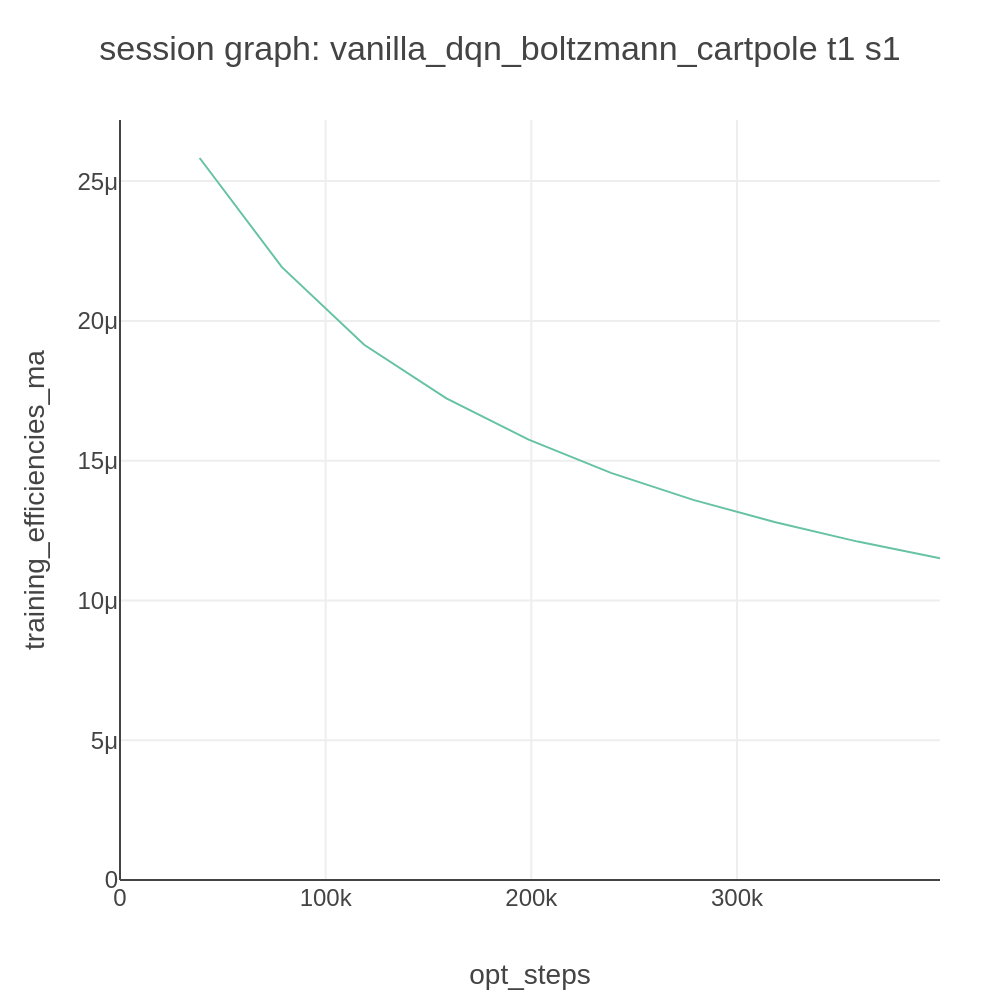 session graph: vanilla_dqn_boltzmann_cartpole t1 s1
25μ
20μ
15μ
10μ
5μ
0
0
100k
200k
300k
training_efficiencies_ma
opt_steps